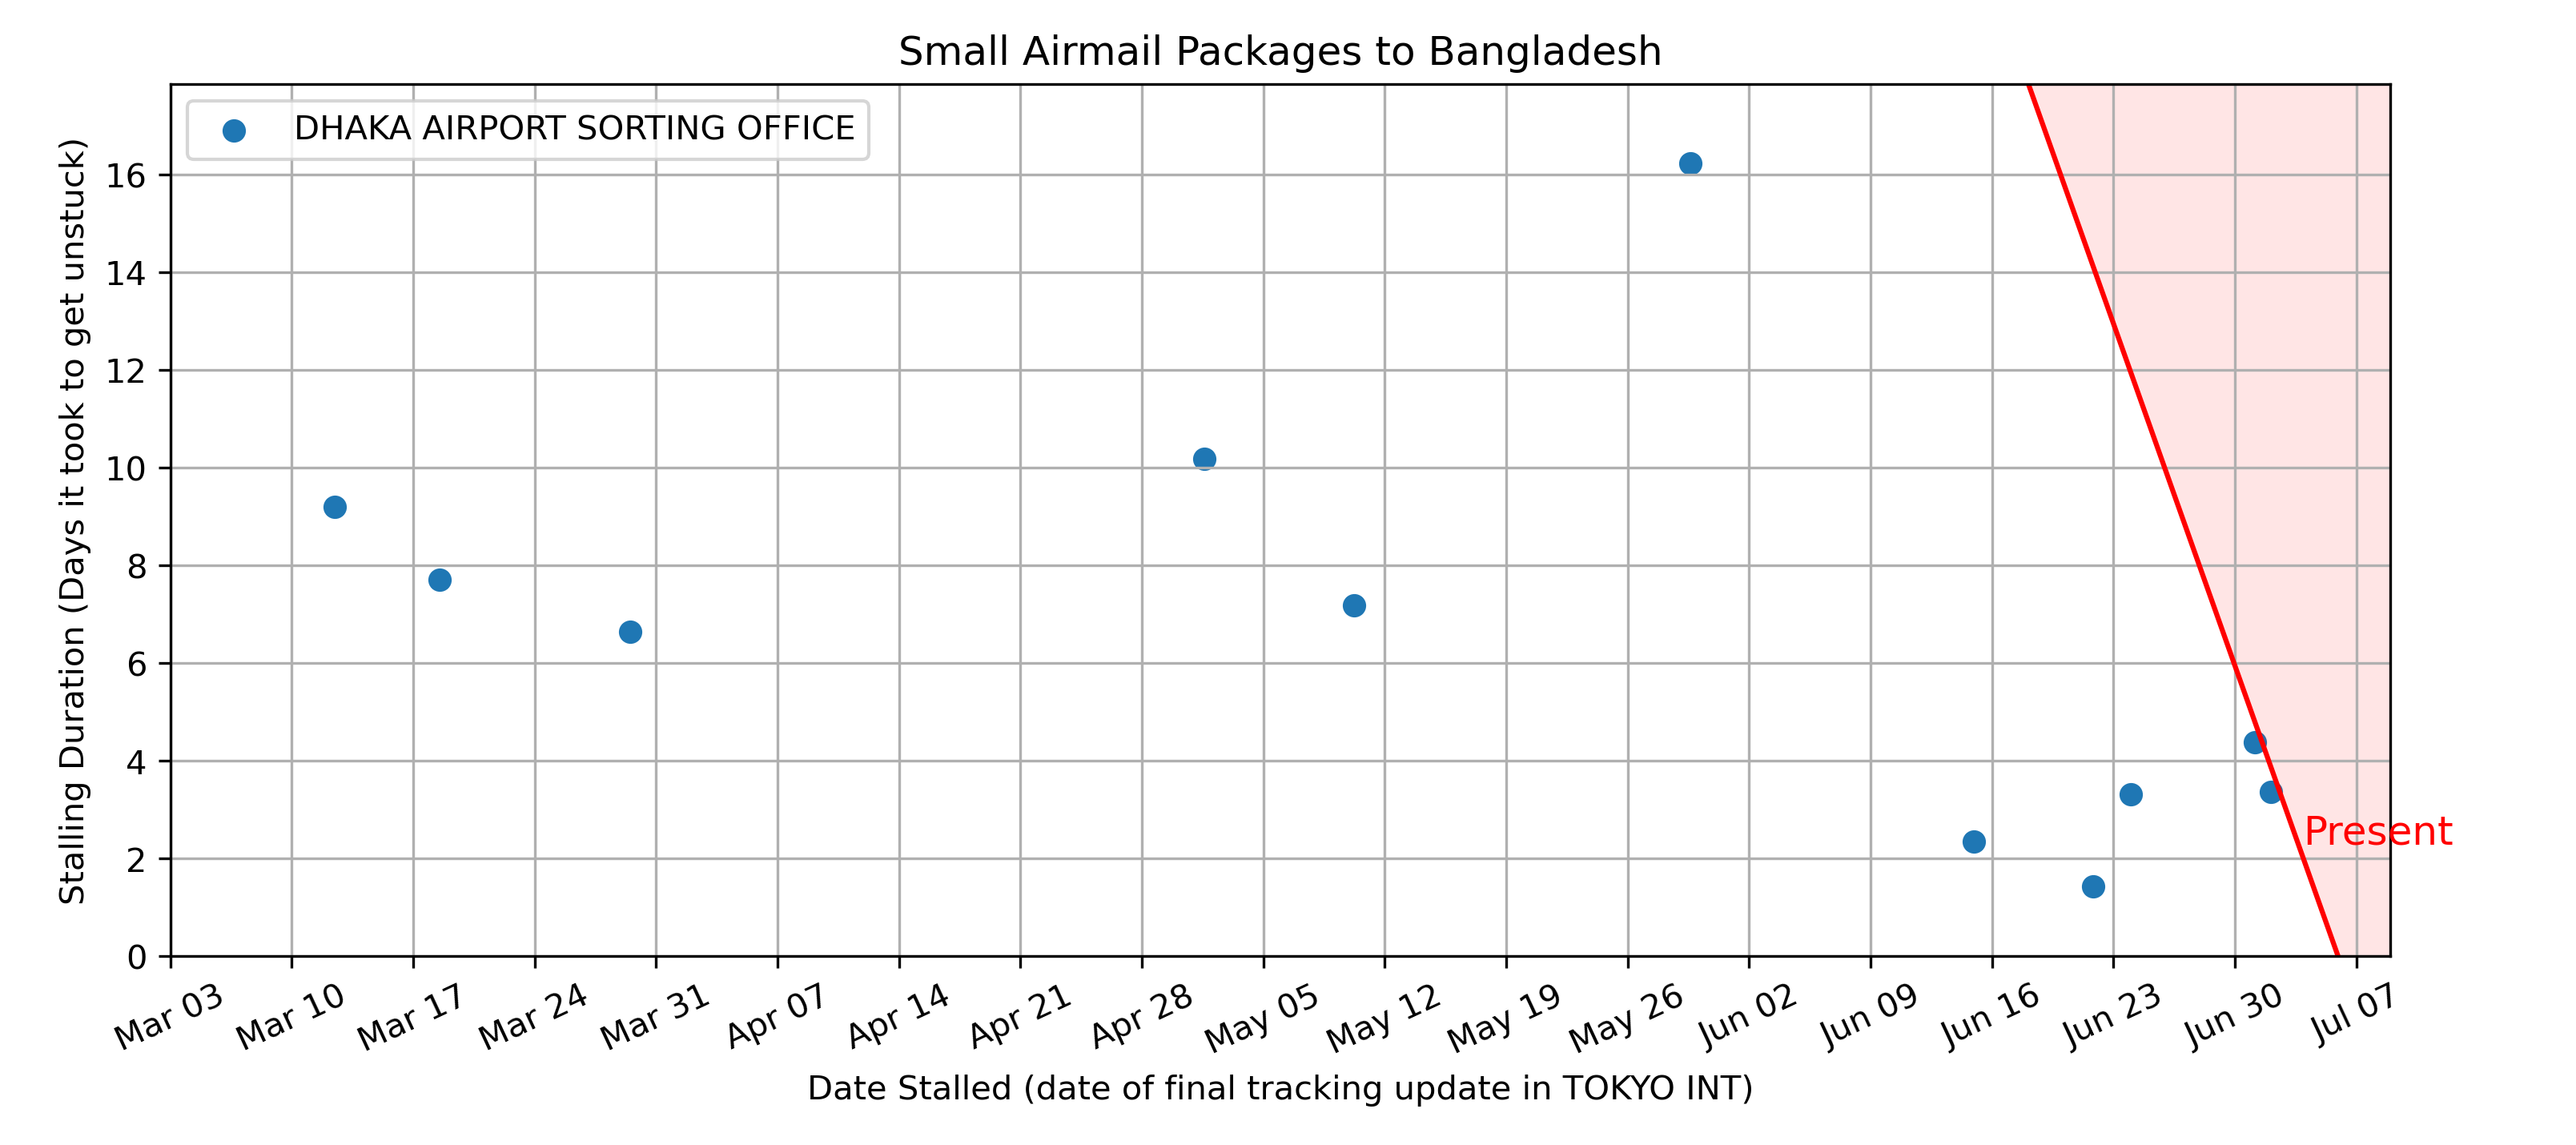 Small Airmail Packages to Bangladesh
DHAKA AIRPORT SORTING OFFICE
Stalling Duration (Days it took to get unstuck)
16
14
12
10
8
6
4
2
0
Present
Mar 03
Mar 10
Mar 17
Mar 24
Mar 31
Apr 07
Apr 14
Apr 21
Apr 28
May 05
May 12
May 19
May 26
Jun 02
Jun 09
Jun 16
Jun 23
Jun 30
Jul 07
Date Stalled (date of final tracking update in TOKYO INT)